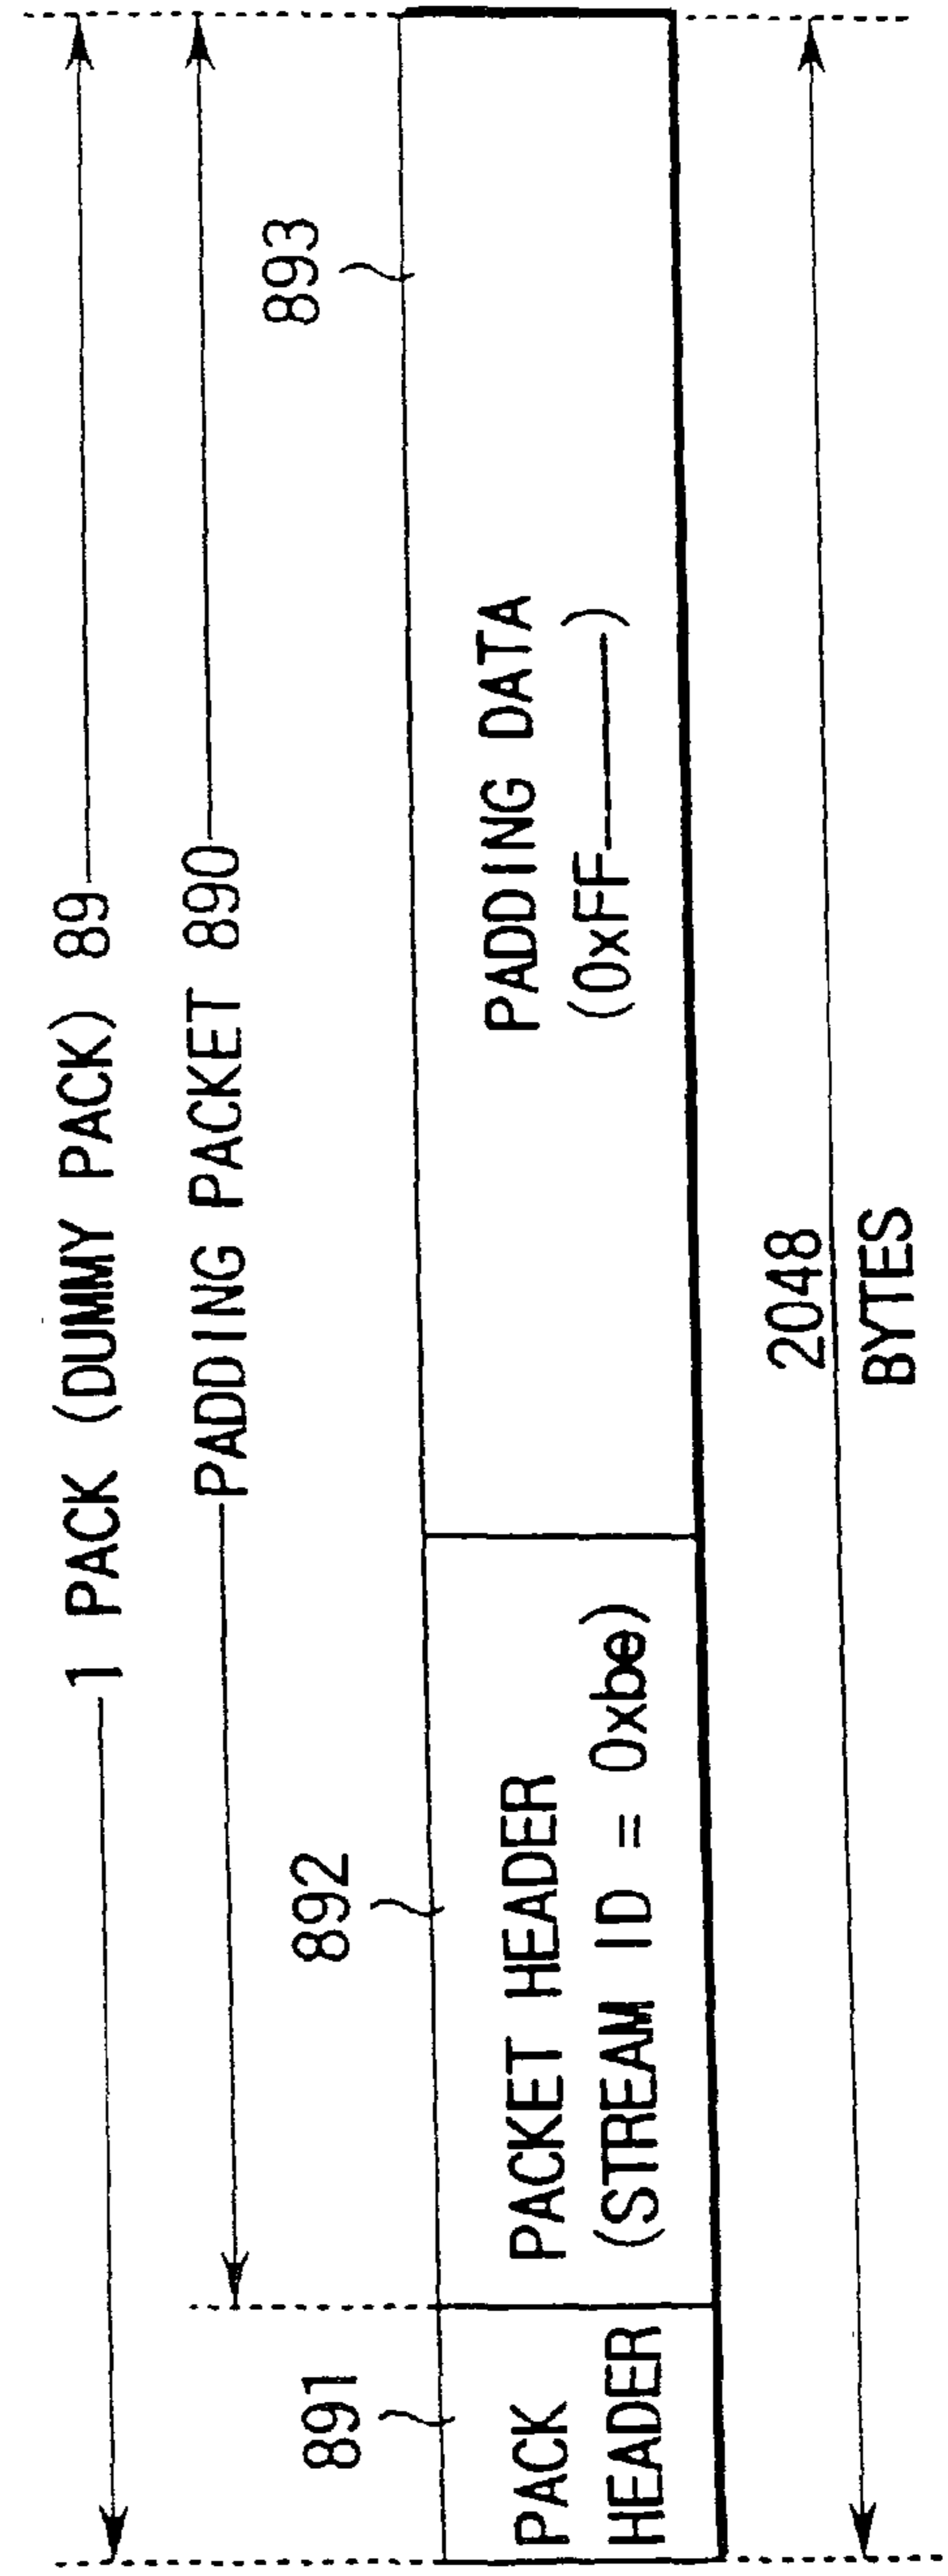 1 PACK (DUMMY PACK) 89
PADDING PACKET 890
891
892
893
PACK
HEADER
PACKET HEADER
(STREAM ID = 0xbe)
PADDING DATA
(0xFF______)
2048
BYTES